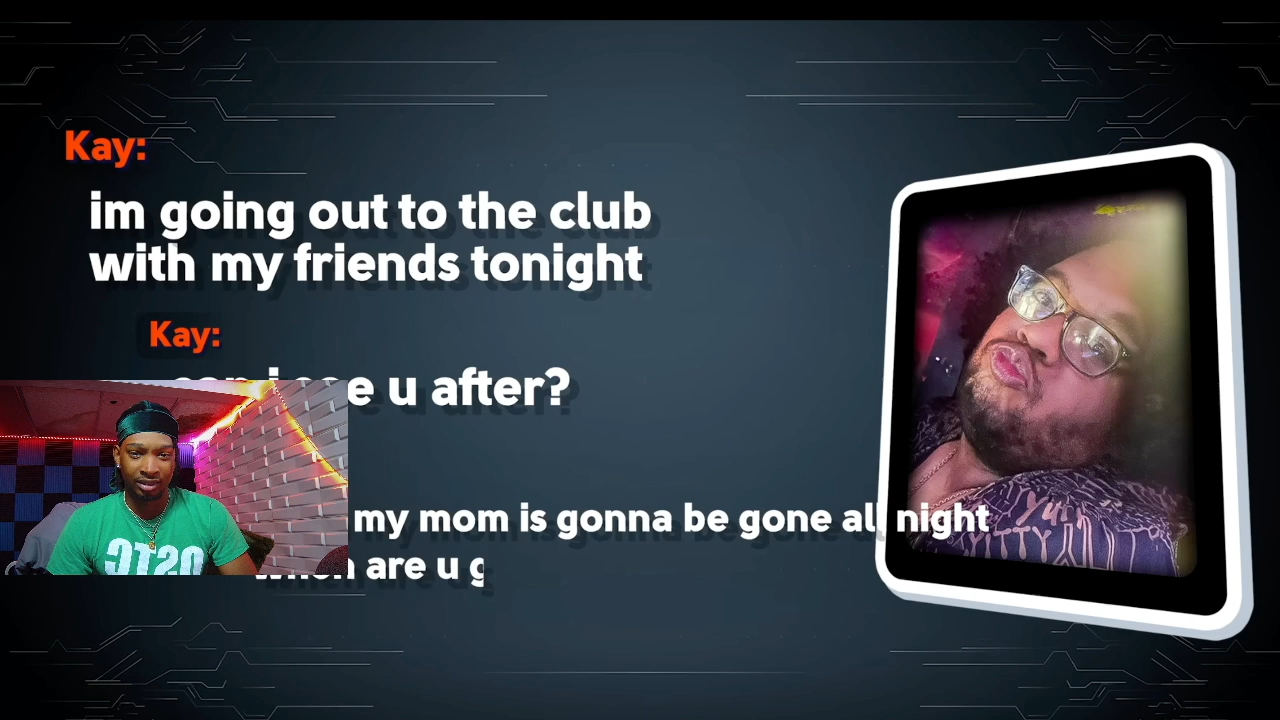 Kay:
im going out to the club
with my friends tonight
Kay:
u after?
my mom is gonna be gone all night
are u g